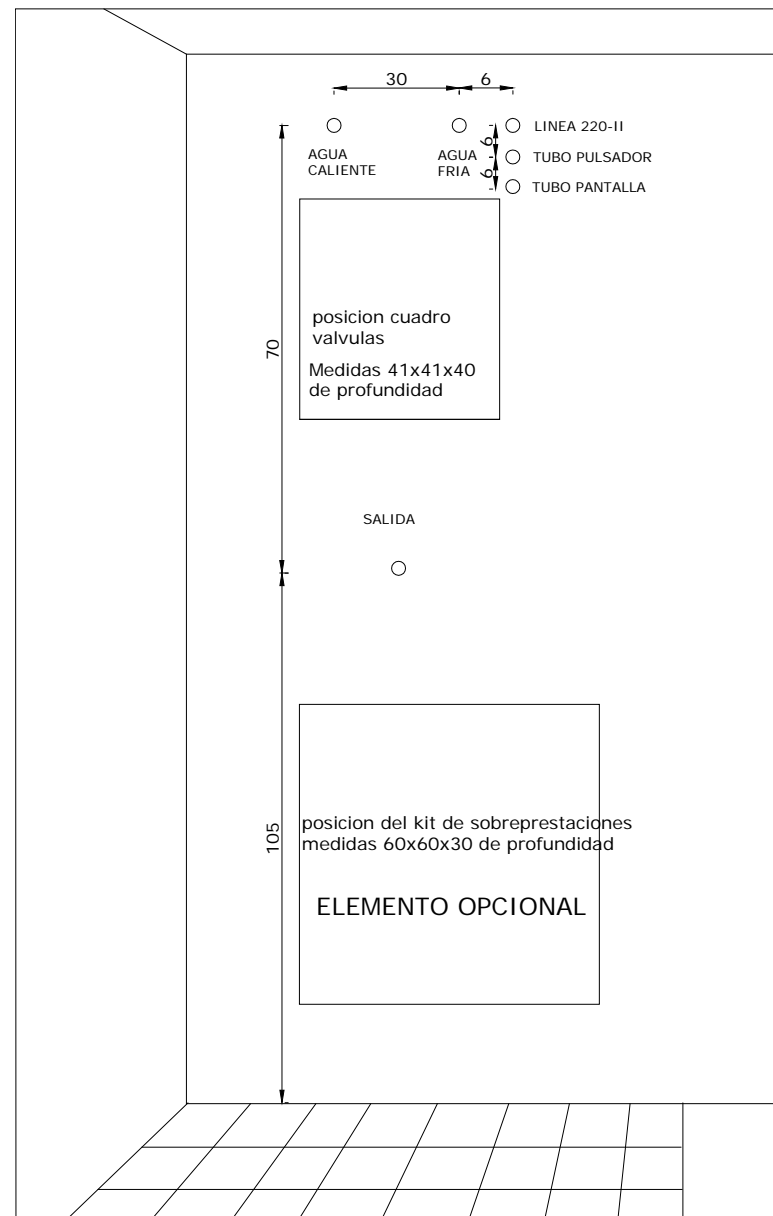 30
6
LINEA 220-II
AGUA
CALIENTE
AGUA
FRIA
6
TUBO PULSADOR
6
TUBO PANTALLA
posicion cuadro
valvulas
Medidas 41x41x40
de profundidad
70
SALIDA
105
posicion del kit de sobreprestaciones
medidas 60x60x30 de profundidad
ELEMENTO OPCIONAL